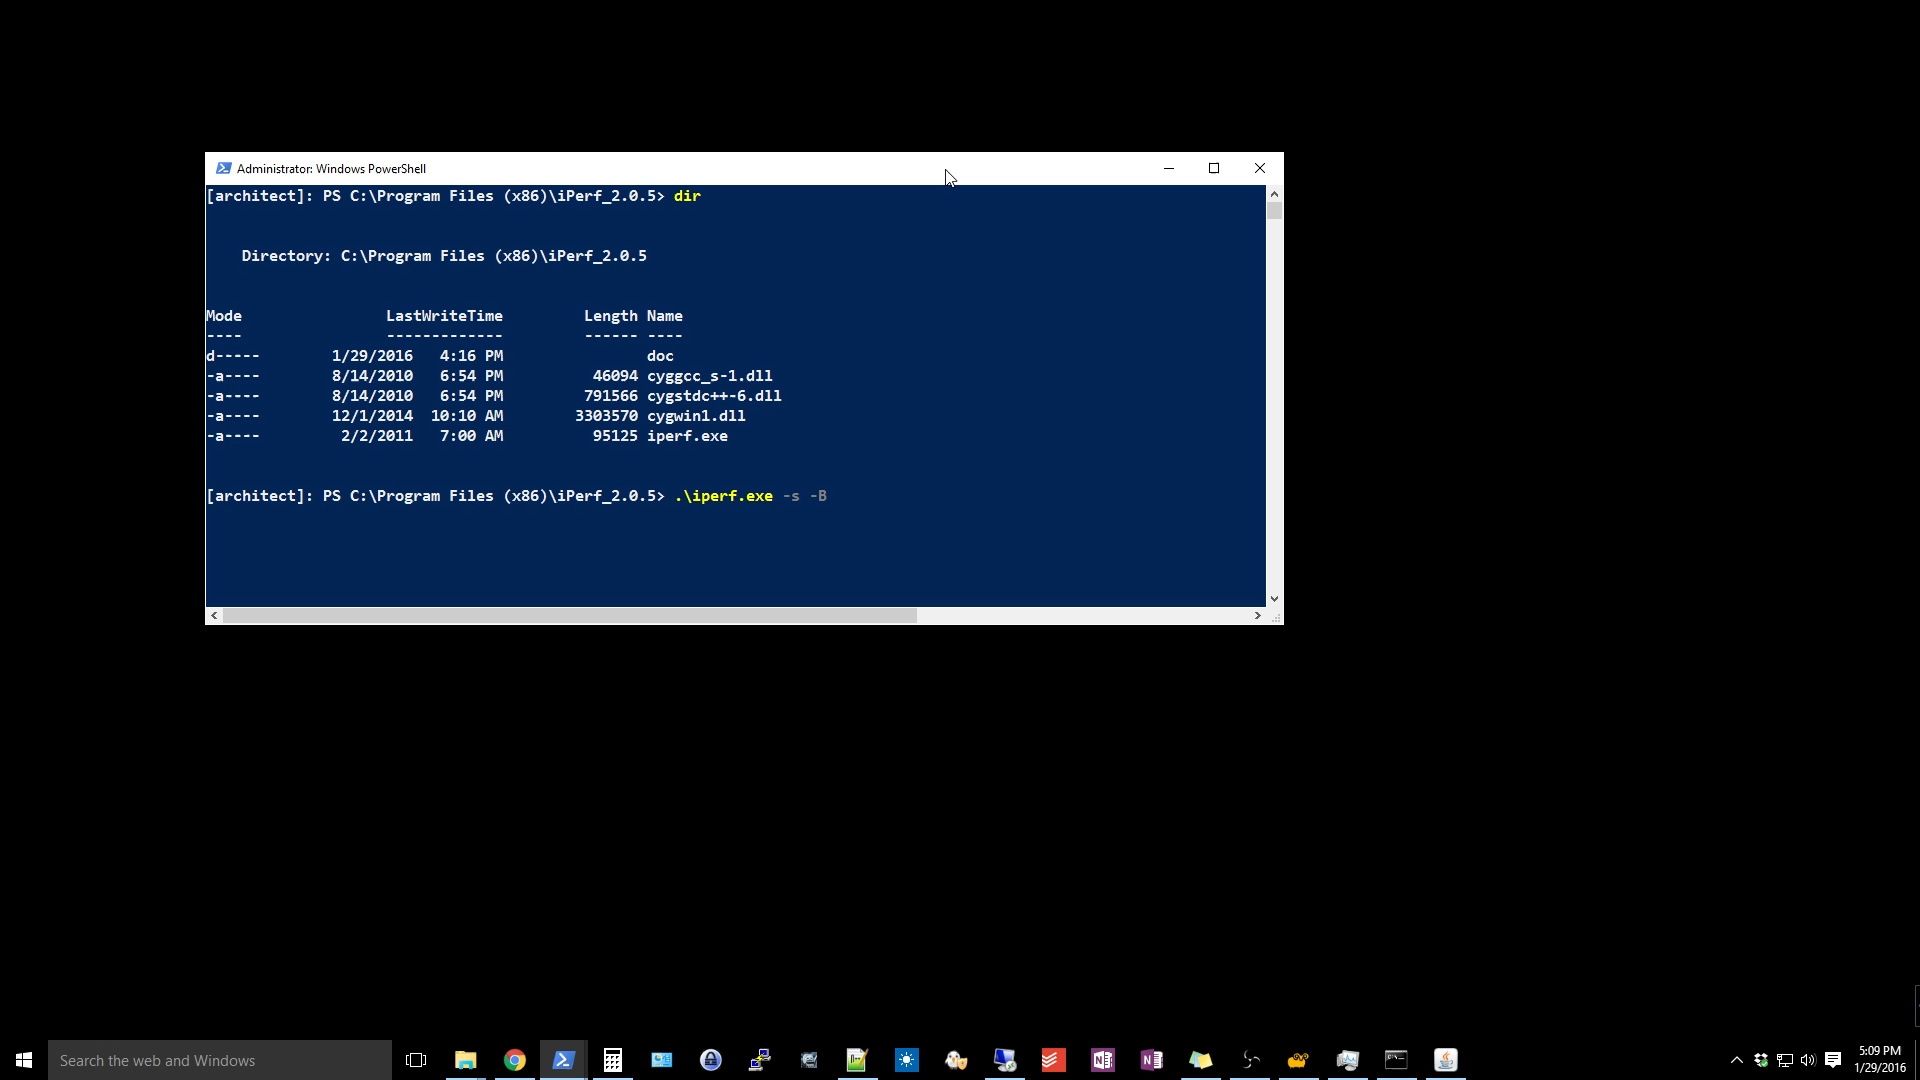 Administrator: Windows PowerShell
[architect]: PS C:\Program Files (x86)\iPerf_2.0.5> dir
Directory: C:\Program Files (x86)\iPerf_2.0.5
Mode LastWriteTime Length Name
---- ------------- ------ ----
d----- 1/29/2016 4:16 PM doc
-a---- 8/14/2010 6:54 PM 46094 cyggcc_s-1.dll
-a---- 8/14/2010 6:54 PM 791566 cygstdc++-6.dll
-a---- 12/1/2014 10:10 AM 3303570 cygwin1.dll
-a---- 2/2/2011 7:00 AM 95125 iperf.exe
[architect]: PS C:\Program Files (x86)\iPerf_2.0.5> .\iperf.exe -s -B
Search the web and Windows
5:09 PM
1/29/2016